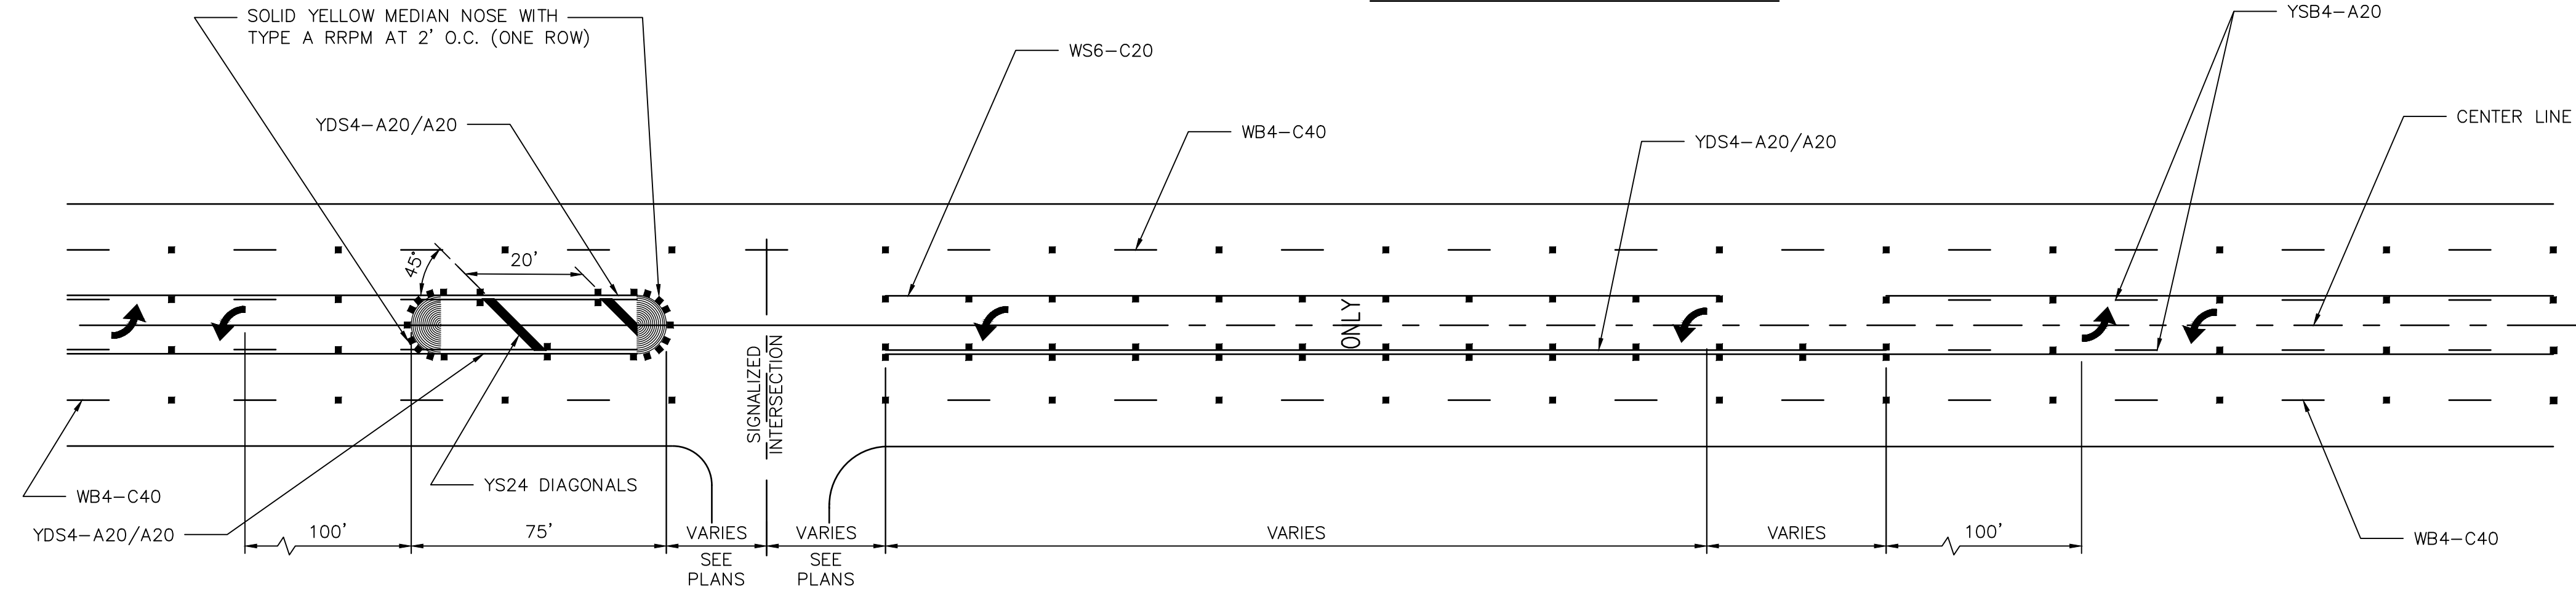 SOLID YELLOW MEDIAN NOSE WITH
TYPE A RRPM AT 2' O.C. (ONE ROW)
YSB4-A20
WS6-C20
CENTER LINE
YDS4-A20/A20
WB4-C40
YDS4-A20/A20
45°
20'
ONLY
SIGNALIZED
INTERSECTION
YS24 DIAGONALS
WB4-C40
YDS4-A20/A20
100'
75'
VARIES
SEE
PLANS
VARIES
SEE
PLANS
VARIES
VARIES
100'
WB4-C40